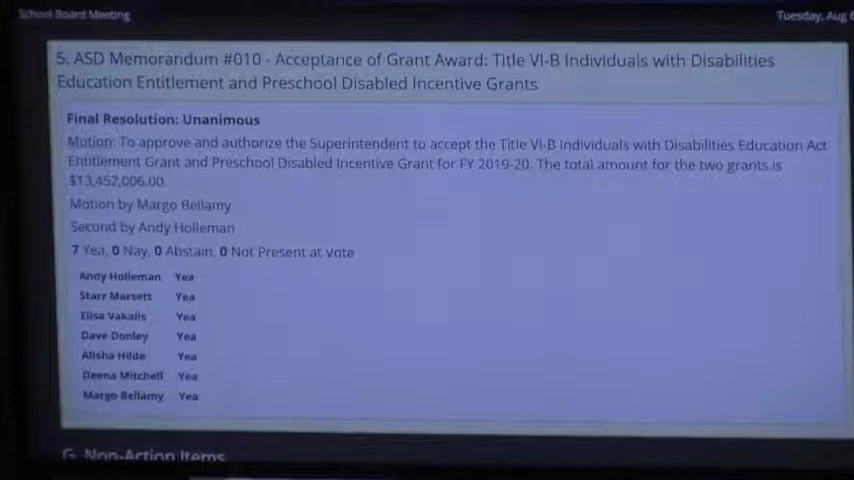 School Board Meeting
Tuesday, Aug 6
5. ASD Memorandum #010 - Acceptance of Grant Award: Title VI-B Individuals with Disabilities
Education Entitlement and Preschool Disabled Incentive Grants
Final Resolution: Unanimous
Motion: To approve and authorize the Superintendent to accept the Title VI-B Individuals with Disabilities Education Act
Entitlement Grant and Preschool Disabled Incentive Grant for FY 2019-20. The total amount for the two grants is
$13,452,006.00.
Motion by Margo Bellamy
Second by Andy Holleman
7 Yea, 0 Nay, 0 Abstain, 0 Not Present at vote
Andy Holleman Yea
Starr Marsett Yea
Elisa Vakalis Yea
Dave Donley Yea
Alisha Hilde Yea
Deena Mitchell Yea
Margo Bellamy Yea
G. Non-Action Items